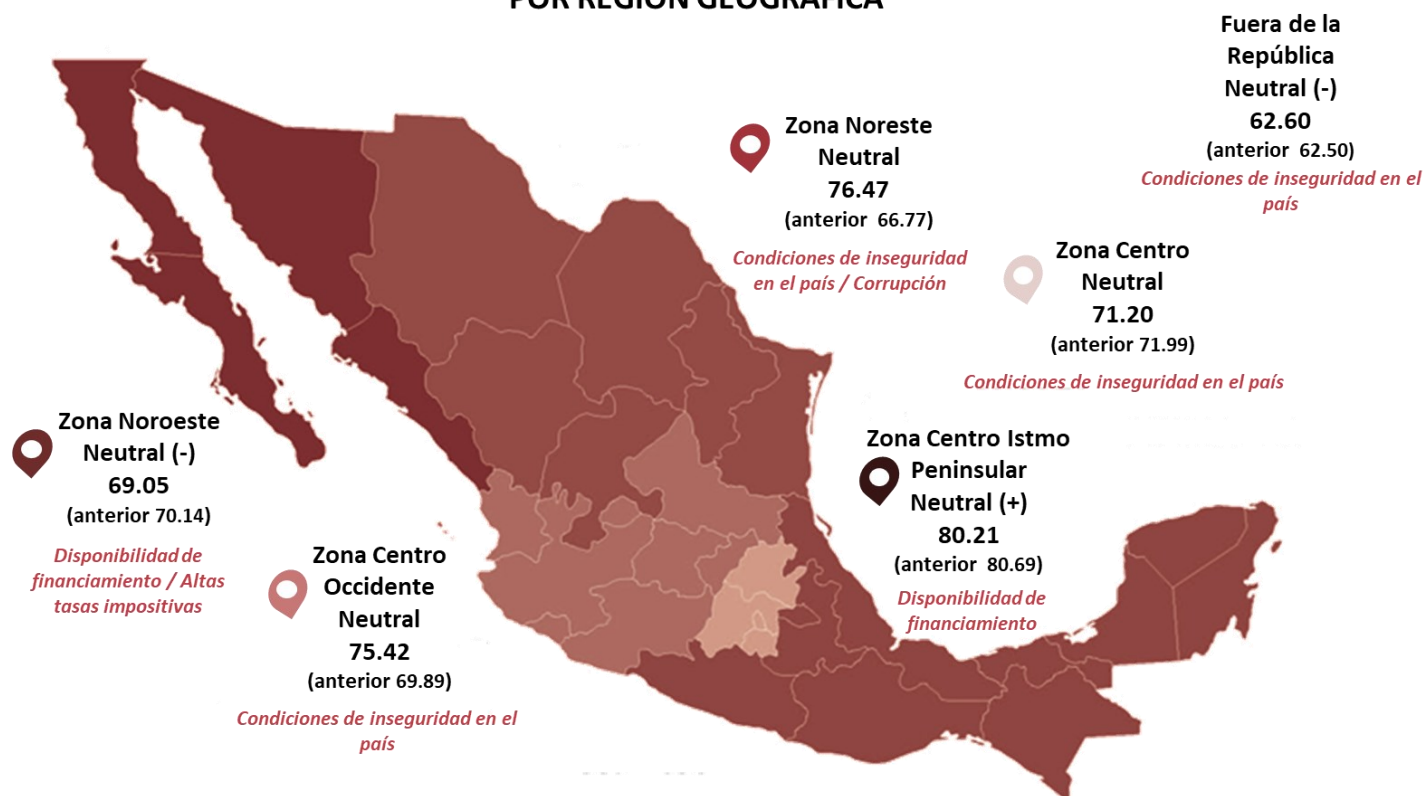 POR REGIÓN GEOGRÁFICA
Fuera de la
República
Neutral (-)
62.60
(anterior 62.50)
Condiciones de inseguridad en el
país
Zona Noreste
Neutral
76.47
(anterior 66.77)
Condiciones de inseguridad
en el país / Corrupción
Zona Centro
Neutral
71.20
(anterior 71.99)
Condiciones de inseguridad en el país
Zona Noroeste
Neutral (-)
69.05
(anterior 70.14)
Disponibilidad de
financiamiento / Altas
tasas impositivas
Zona Centro Istmo
Peninsular
Neutral (+)
80.21
(anterior 80.69)
Disponibilidad de
financiamiento
Zona Centro
Occidente
Neutral
75.42
(anterior 69.89)
Condiciones de inseguridad en el
país